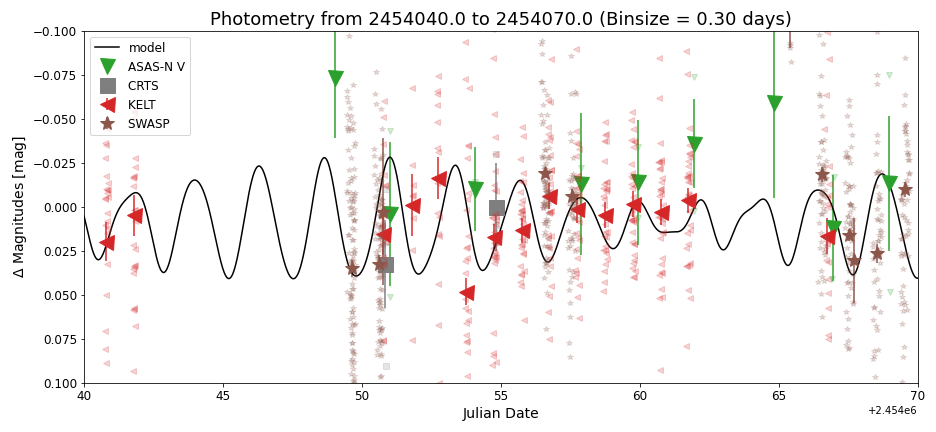 Photometry from 2454040.0 to 2454070.0 (Binsize = 0.30 days)
model
ASAS-N V
CRTS
KELT
SWASP
Δ Magnitudes [mag]
−0.100
−0.075
−0.050
−0.025
0.000
0.025
0.050
0.075
0.100
40
45
50
55
60
65
70
Julian Date
+2.454e6